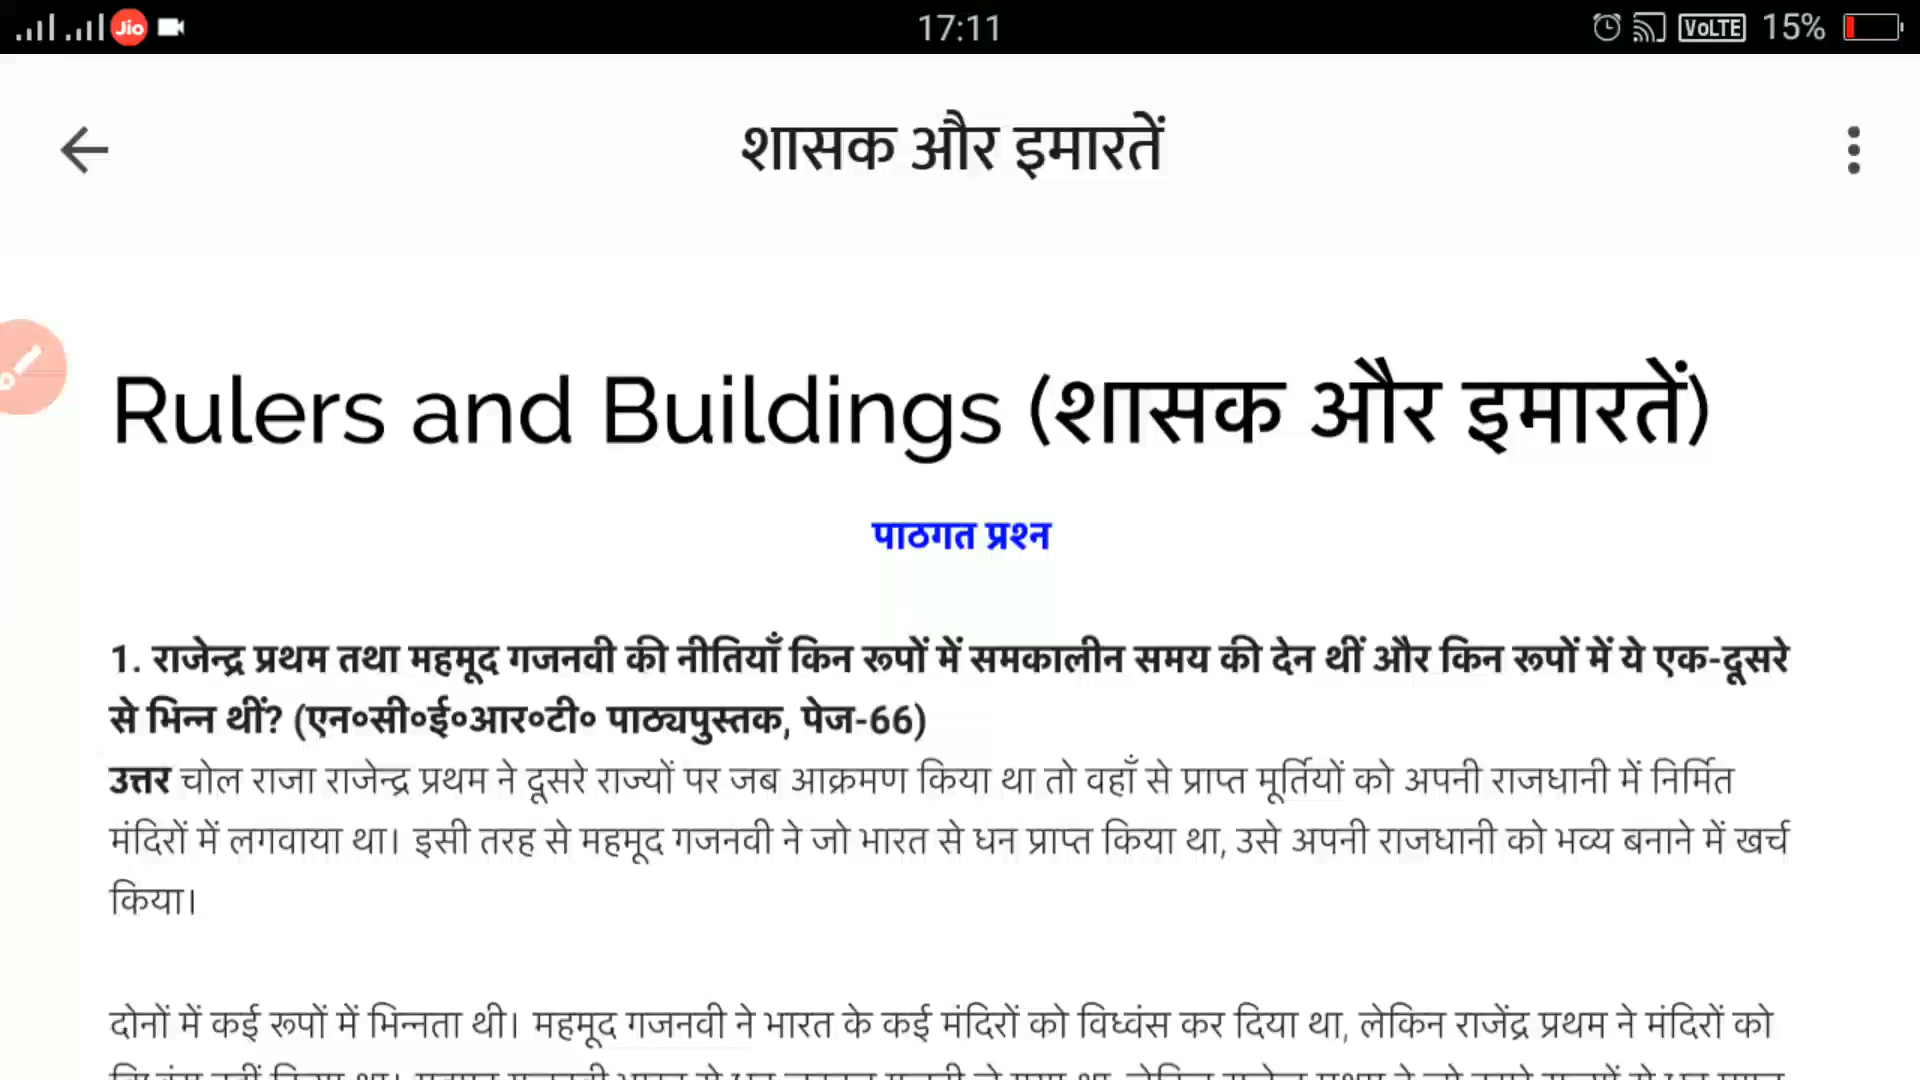 Jio
17:11
VoLTE 15%
शासक और इमारतें
Rulers and Buildings (शासक और इमारतें)
पाठगत प्रश्न
1. राजेन्द्र प्रथम तथा महमूद गजनवी की नीतियाँ किन रूपों में समकालीन समय की देन थीं और किन रूपों में ये एक-दूसरे
से भिन्न थीं? (एन०सी०ई०आर०टी० पाठ्यपुस्तक, पेज-66)
उत्तर चोल राजा राजेन्द्र प्रथम ने दूसरे राज्यों पर जब आक्रमण किया था तो वहाँ से प्राप्त मूर्तियों को अपनी राजधानी में निर्मित
मंदिरों में लगवाया था। इसी तरह से महमूद गजनवी ने जो भारत से धन प्राप्त किया था, उसे अपनी राजधानी को भव्य बनाने में खर्च
किया।
दोनों में कई रूपों में भिन्नता थी। महमूद गजनवी ने भारत के कई मंदिरों को विध्वंस कर दिया था, लेकिन राजेंद्र प्रथम ने मंदिरों को